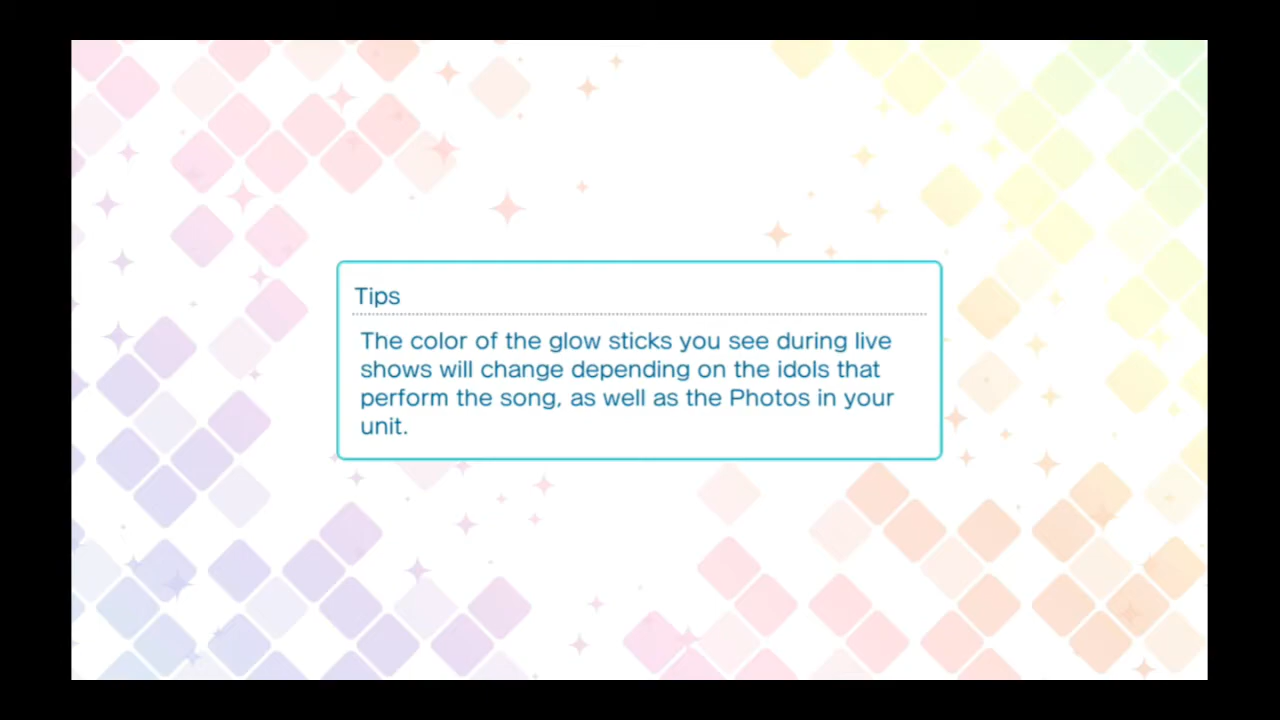 Tips
The color of the glow sticks you see during live
shows will change depending on the idols that
perform the song, as well as the Photos in your
unit.